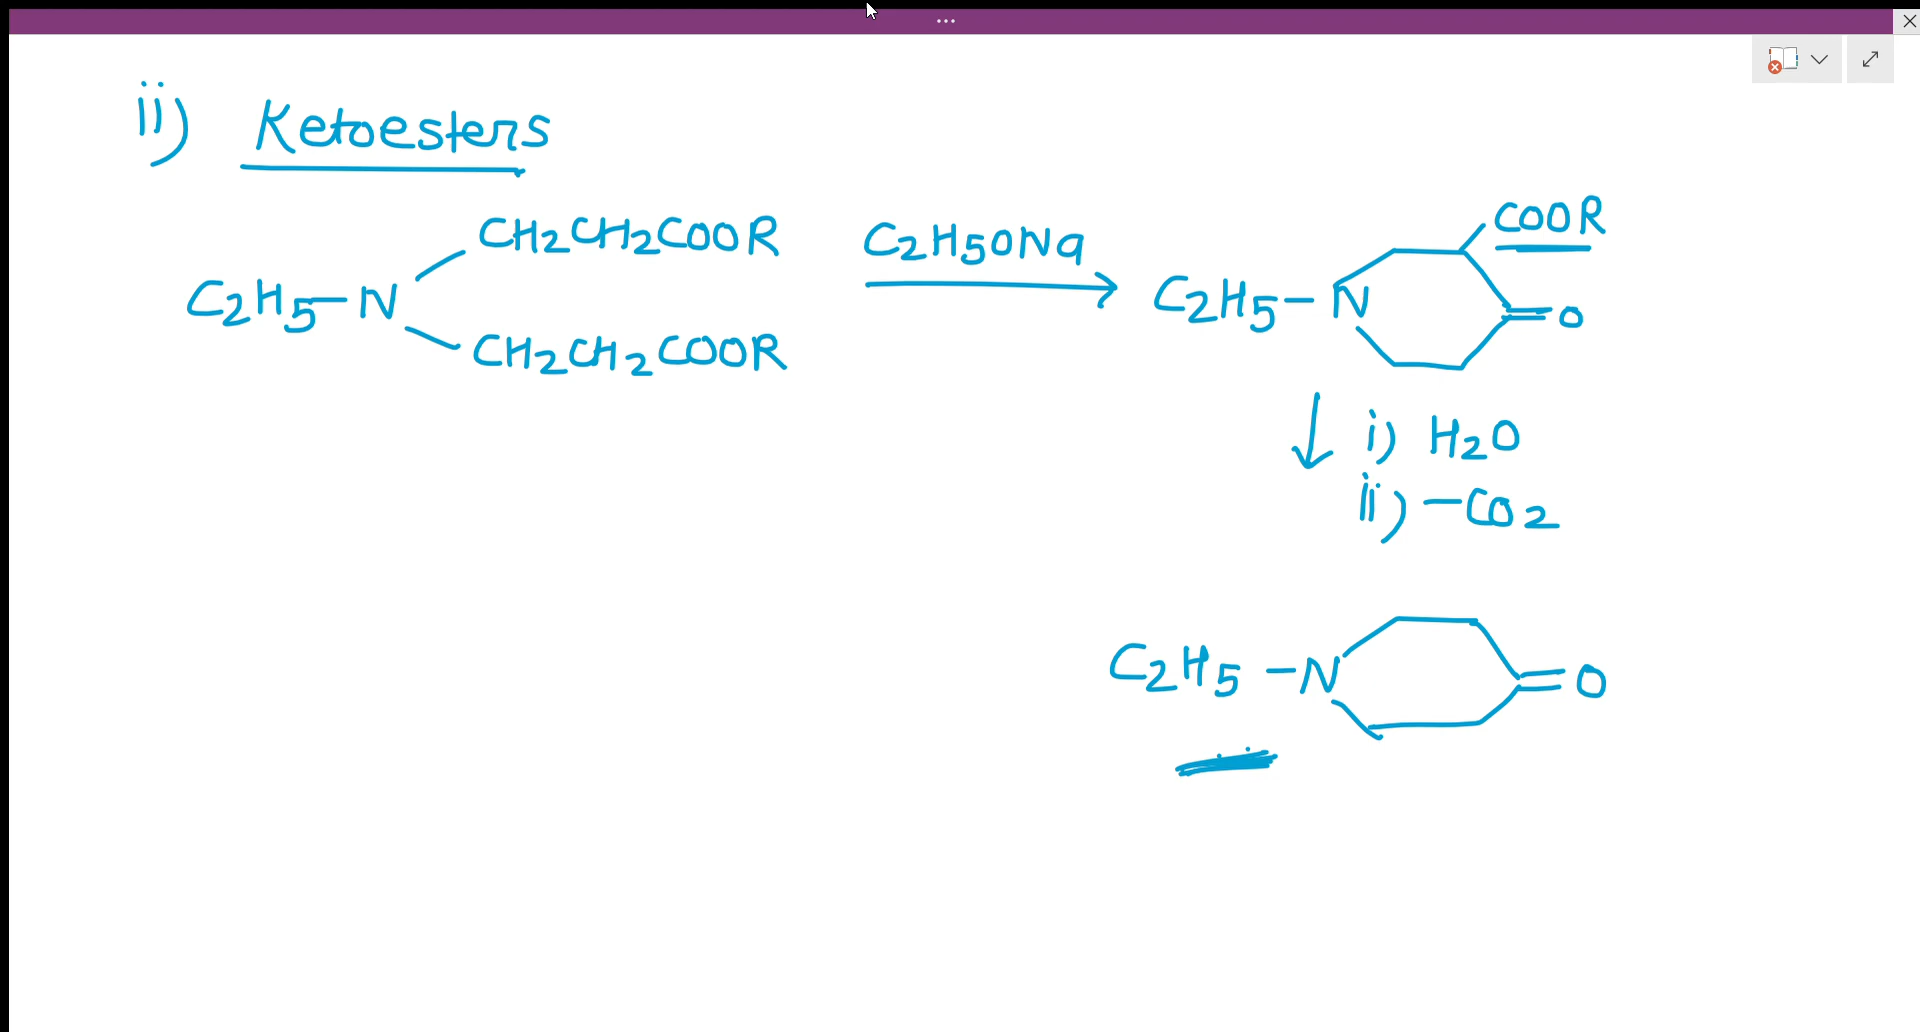 ii) Ketoesters
CH2CH2COOR
C2H5-N
CH2CH2COOR
C2H5ONa
COOR
C2H5-N
=O
i) H2O
ii) -CO2
C2H5-N
=O